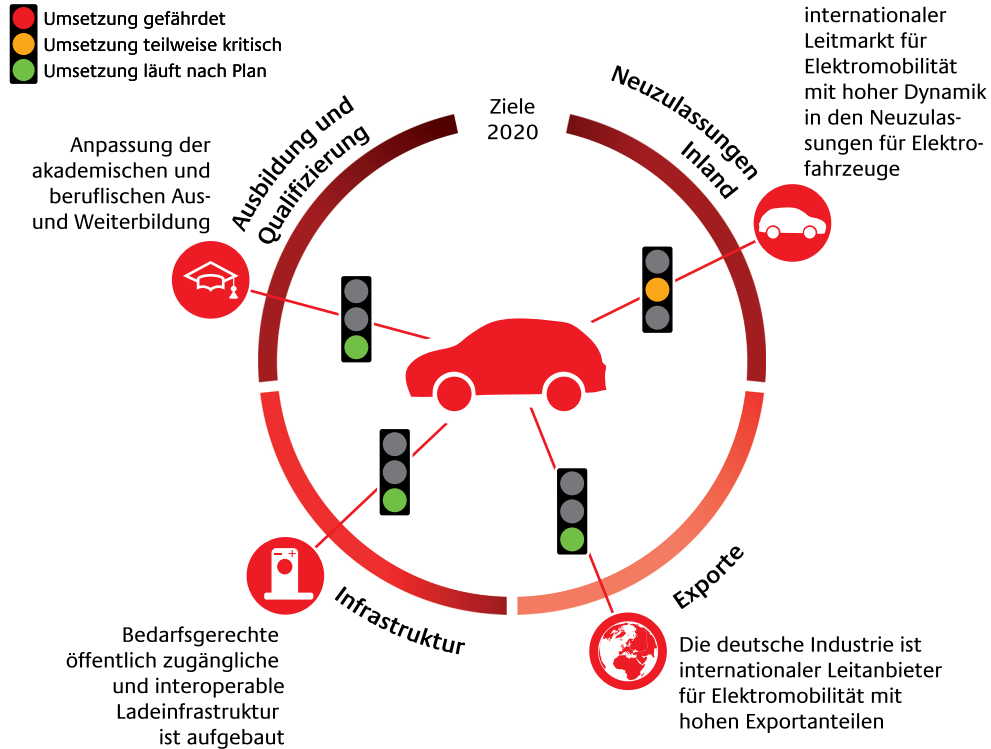 Umsetzung gefährdet
Umsetzung teilweise kritisch
Umsetzung läuft nach Plan
Ziele
2020
Neuzulassungen
Inland
internationaler
Leitmarkt für
Elektromobilität
mit hoher Dynamik
in den Neuzulas-
sungen für Elektro-
fahrzeuge
Ausbildung und
Qualifizierung
Anpassung der
akademischen und
beruflischen Aus-
und Weiterbildung
Infrastruktur
Bedarfsgerechte
öffentlich zugängliche
und interoperable
Ladeinfrastruktur
ist aufgebaut
Exporte
Die deutsche Industrie ist
internationaler Leitanbieter
für Elektromobilität mit
hohen Exportanteilen